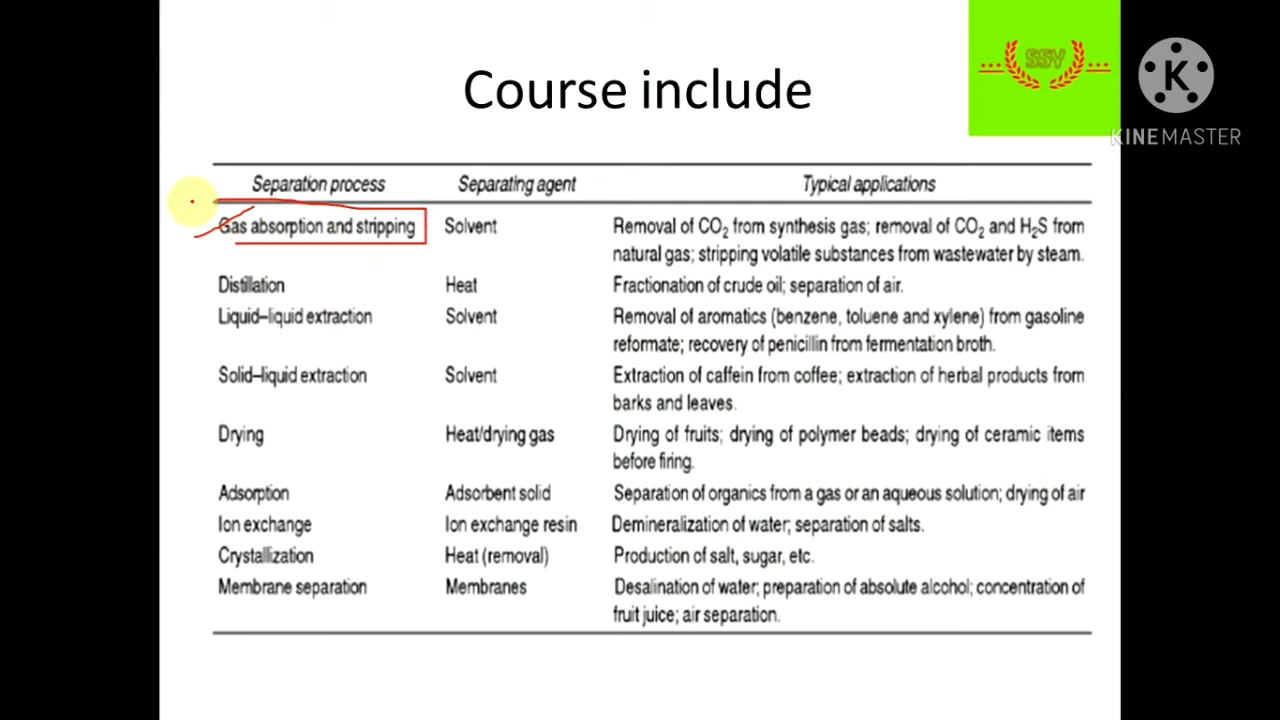 SSY
K
KINEMASTER
Course include
Separation process Separating agent Typical applications
Gas absorption and stripping Solvent Removal of CO₂ from synthesis gas; removal of CO₂ and H₂S from
natural gas; stripping volatile substances from wastewater by steam.
Distillation Heat Fractionation of crude oil; separation of air.
Liquid–liquid extraction Solvent Removal of aromatics (benzene, toluene and xylene) from gasoline
reformate; recovery of penicillin from fermentation broth.
Solid–liquid extraction Solvent Extraction of caffein from coffee; extraction of herbal products from
barks and leaves.
Drying Heat/drying gas Drying of fruits; drying of polymer beads; drying of ceramic items
before firing.
Adsorption Adsorbent solid Separation of organics from a gas or an aqueous solution; drying of air
Ion exchange Ion exchange resin Demineralization of water; separation of salts.
Crystallization Heat (removal) Production of salt, sugar, etc.
Membrane separation Membranes Desalination of water; preparation of absolute alcohol; concentration of
fruit juice; air separation.